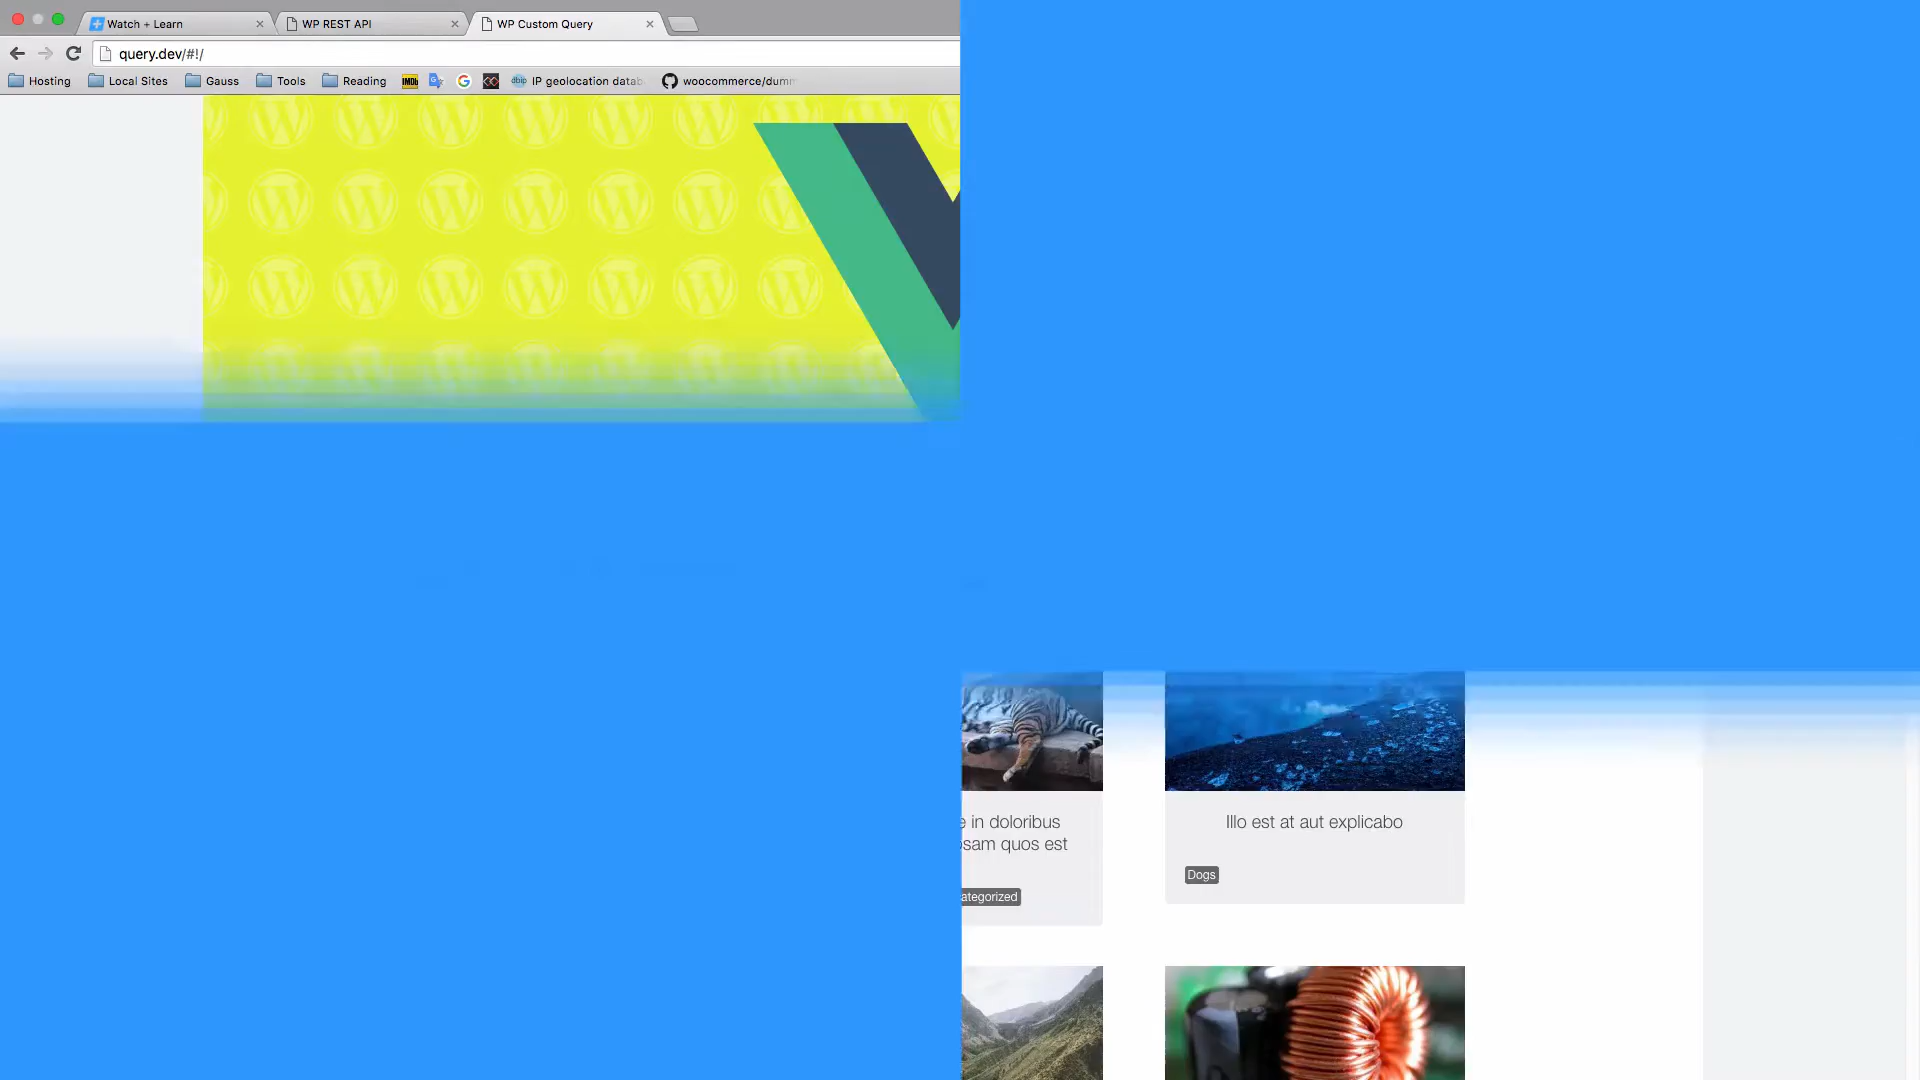 Watch + Learn
WP REST API
WP Custom Query
query.dev/#!/
Hosting
Local Sites
Gauss
Tools
Reading
IMDb
dbip
IP geolocation datab
woocommerce/dumm
e in doloribus
osam quos est
ategorized
Illo est at aut explicabo
Dogs